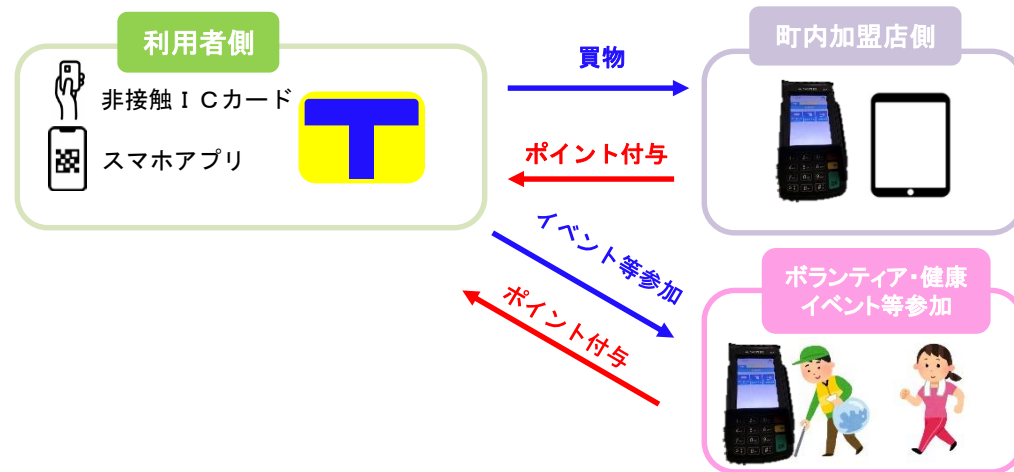 利用者側
非接触ＩＣカード
スマホアプリ
T
買物
ポイント付与
町内加盟店側
イベント等参加
ポイント付与
ボランティア・健康
イベント等参加